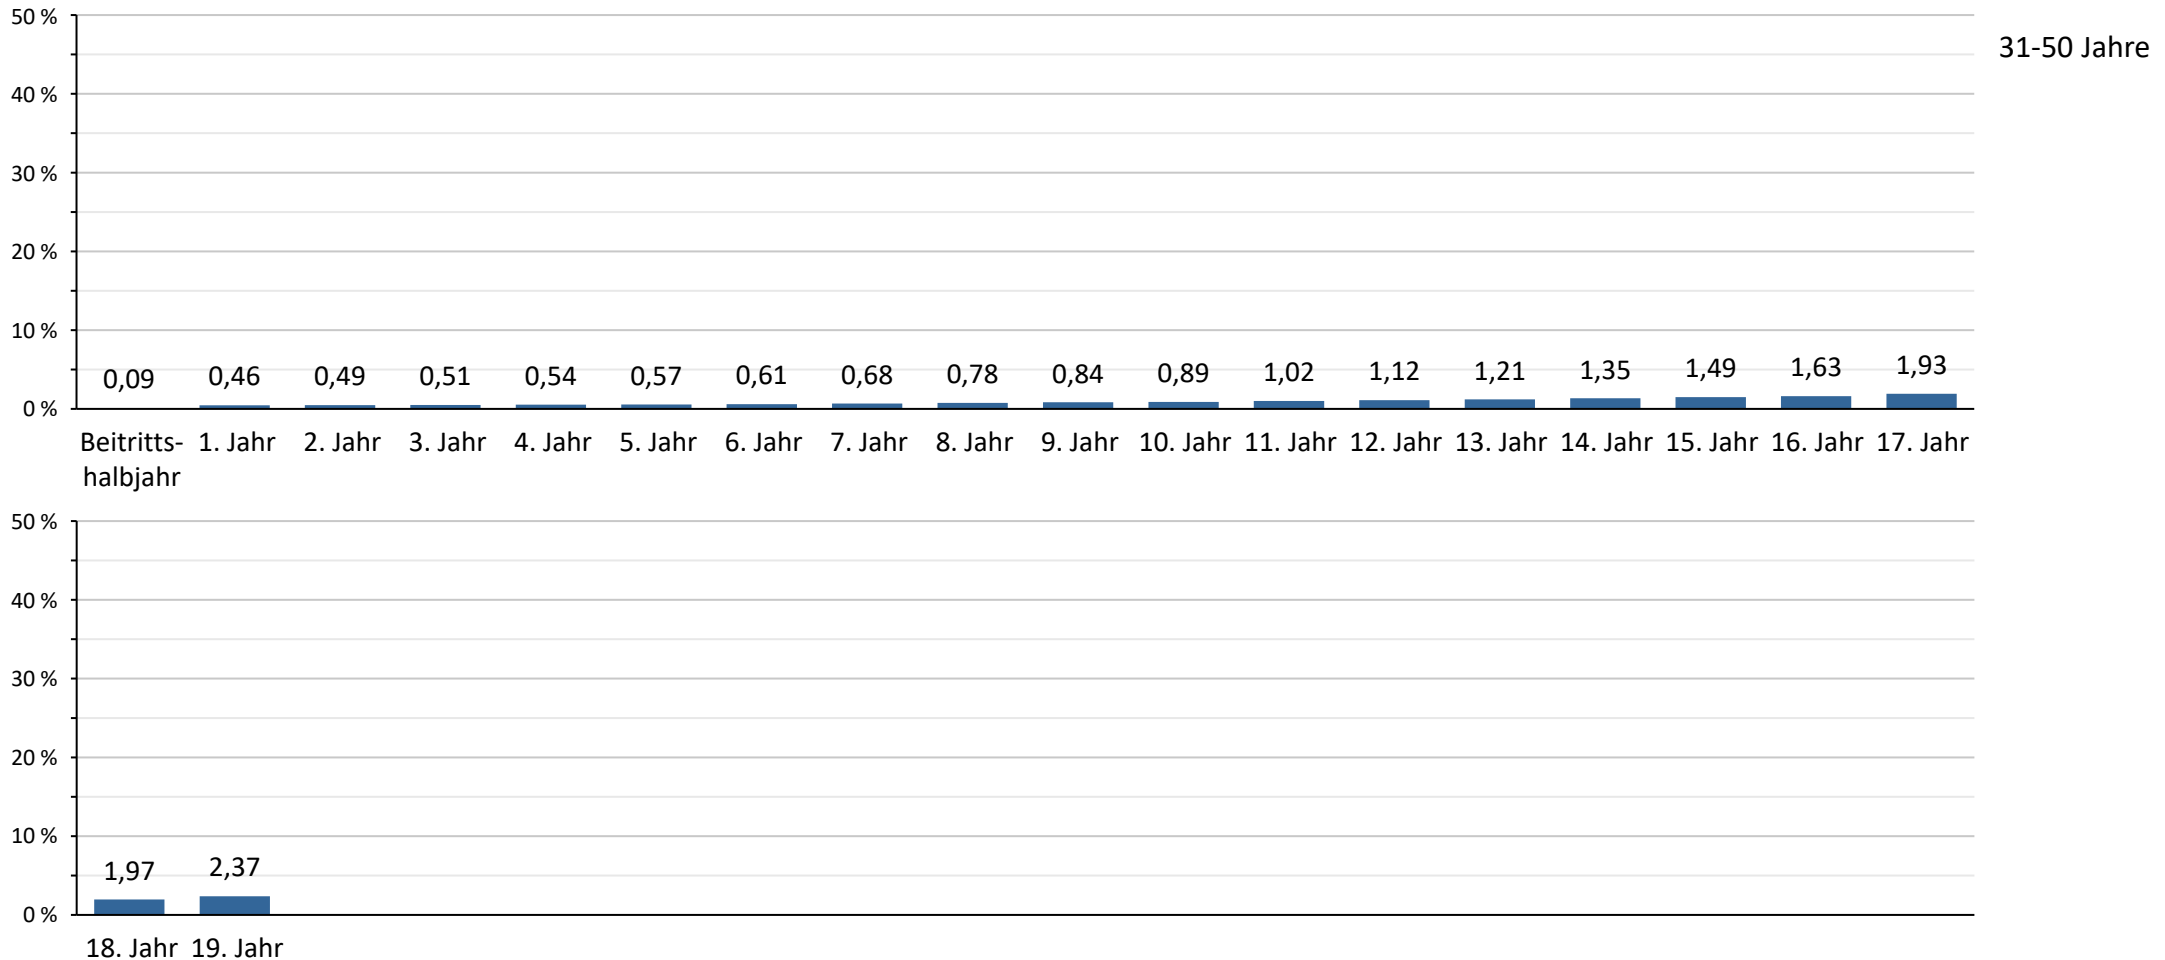 50 %
31-50 Jahre
40 %
30 %
20 %
10 %
0,09 0,46 0,49 0,51 0,54 0,57 0,61 0,68 0,78 0,84 0,89 1,02 1,12 1,21 1,35 1,49 1,63 1,93
0 %
Beitritts- 1. Jahr 2. Jahr 3. Jahr 4. Jahr 5. Jahr 6. Jahr 7. Jahr 8. Jahr 9. Jahr 10. Jahr 11. Jahr 12. Jahr 13. Jahr 14. Jahr 15. Jahr 16. Jahr 17. Jahr
halbjahr
50 %
40 %
30 %
20 %
10 %
1,97 2,37
0 %
18. Jahr 19. Jahr